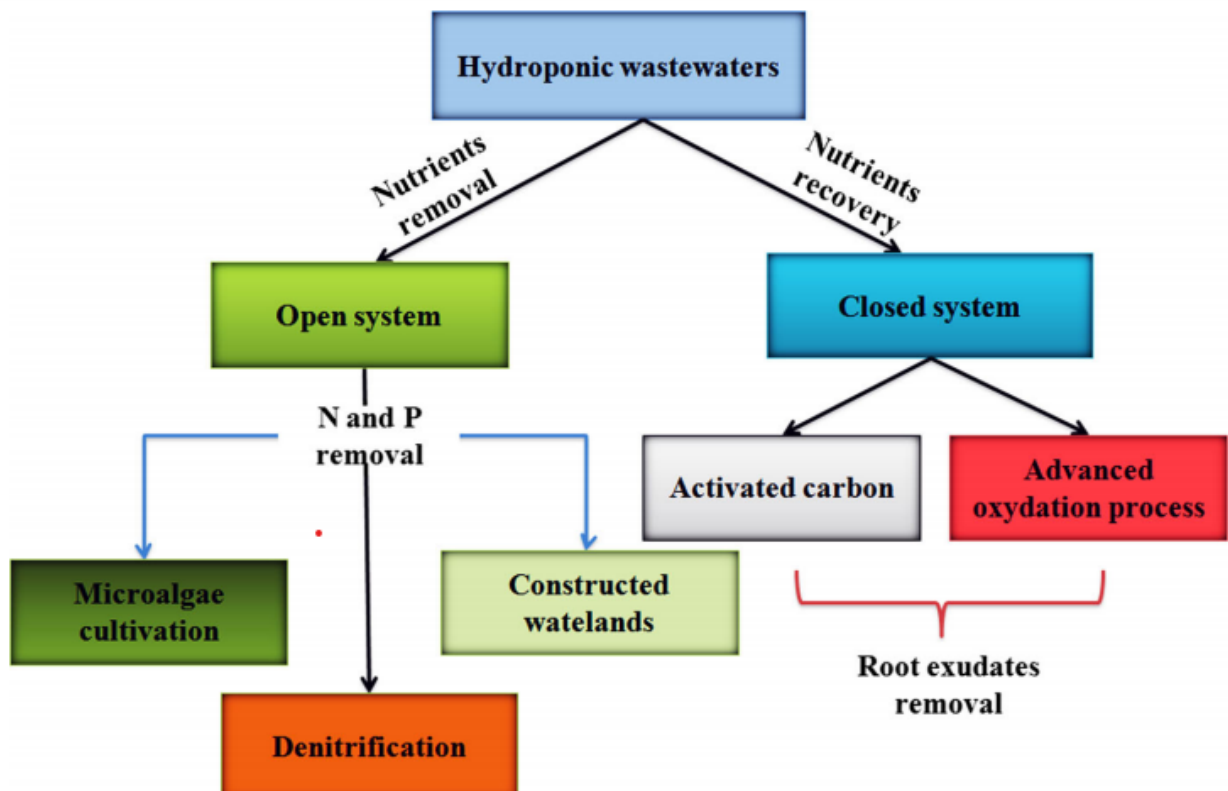 Hydroponic wastewaters
Nutrients
removal
Nutrients
recovery
Open system
Closed system
N and P
removal
Activated carbon
Advanced
oxydation process
Microalgae
cultivation
Constructed
watelands
Root exudates
removal
Denitrification